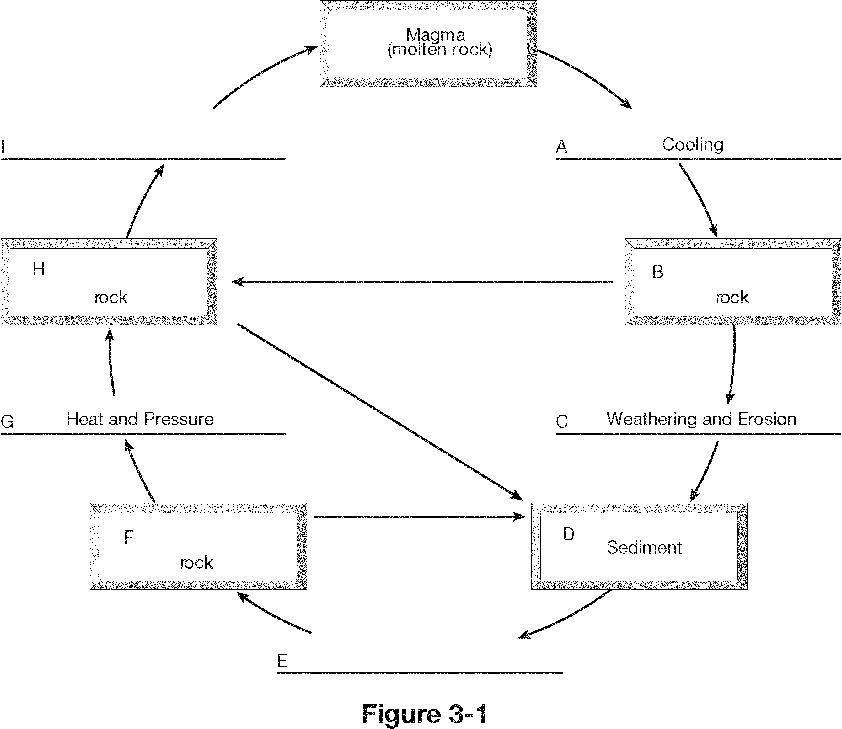 Magma
(molten rock)
I
A Cooling
H
rock
B
rock
G Heat and Pressure
C Weathering and Erosion
F
rock
D
Sediment
E
Figure 3-1